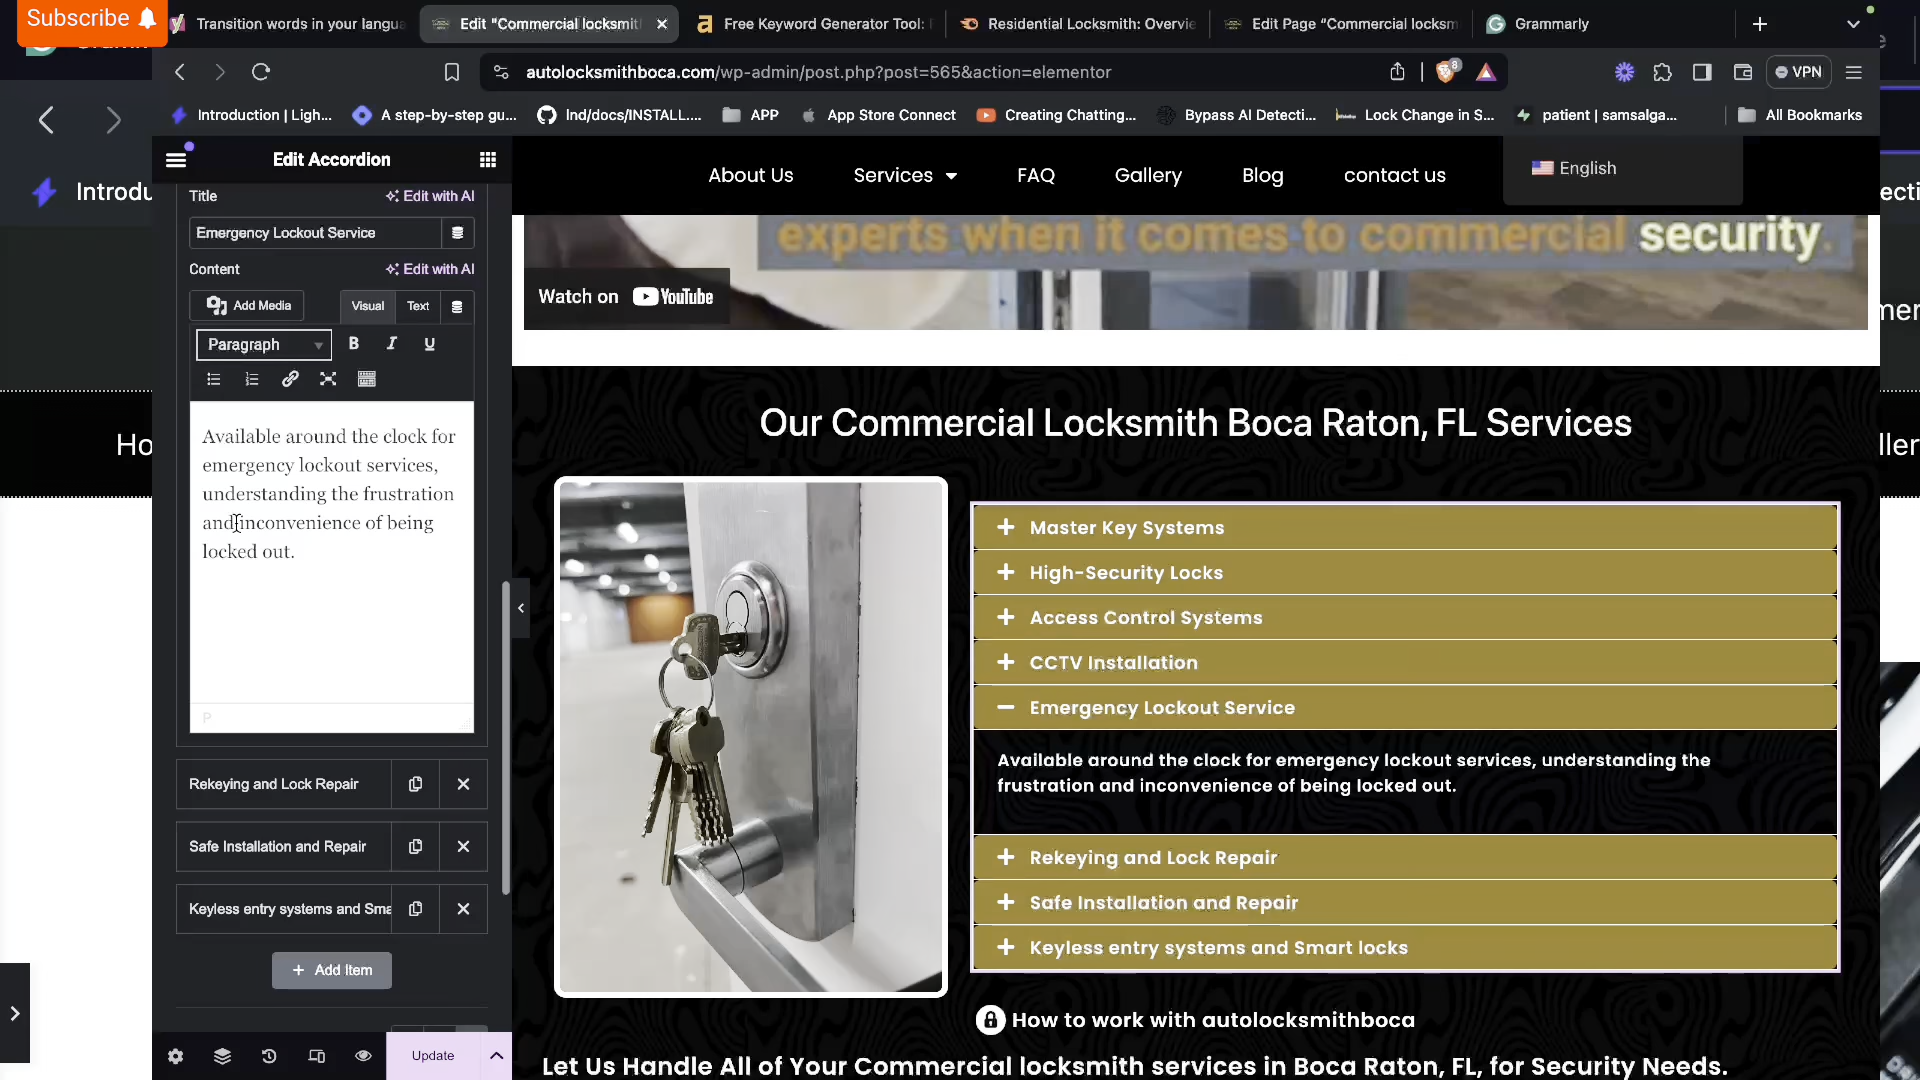 Subscribe
Transition words in your langua
Edit "Commercial locksmit
Free Keyword Generator Tool:
Residential Locksmith: Overvie
Edit Page “Commercial locksm
Grammarly
autolocksmithboca.com/wp-admin/post.php?post=565&action=elementor
8
VPN
Introduction | Ligh...
A step-by-step gu...
lnd/docs/INSTALL....
APP
App Store Connect
Creating Chatting...
Bypass AI Detecti...
Lock Change in S...
patient | samsalga...
All Bookmarks
Edit Accordion
About Us
Services
FAQ
Gallery
Blog
contact us
English
Introdu
Title
Edit with AI
Emergency Lockout Service
Content
Edit with AI
Add Media
Visual
Text
Paragraph
B
I
U
experts when it comes to commercial security.
Watch on YouTube
Ho
Available around the clock for
emergency lockout services,
understanding the frustration
and inconvenience of being
locked out.
P
Our Commercial Locksmith Boca Raton, FL Services
Master Key Systems
High-Security Locks
Access Control Systems
CCTV Installation
Emergency Lockout Service
Available around the clock for emergency lockout services, understanding the
frustration and inconvenience of being locked out.
Rekeying and Lock Repair
Safe Installation and Repair
Keyless entry systems and Smart locks
Rekeying and Lock Repair
Safe Installation and Repair
Keyless entry systems and Sma
Add Item
How to work with autolocksmithboca
Let Us Handle All of Your Commercial locksmith services in Boca Raton, FL, for Security Needs.
Update